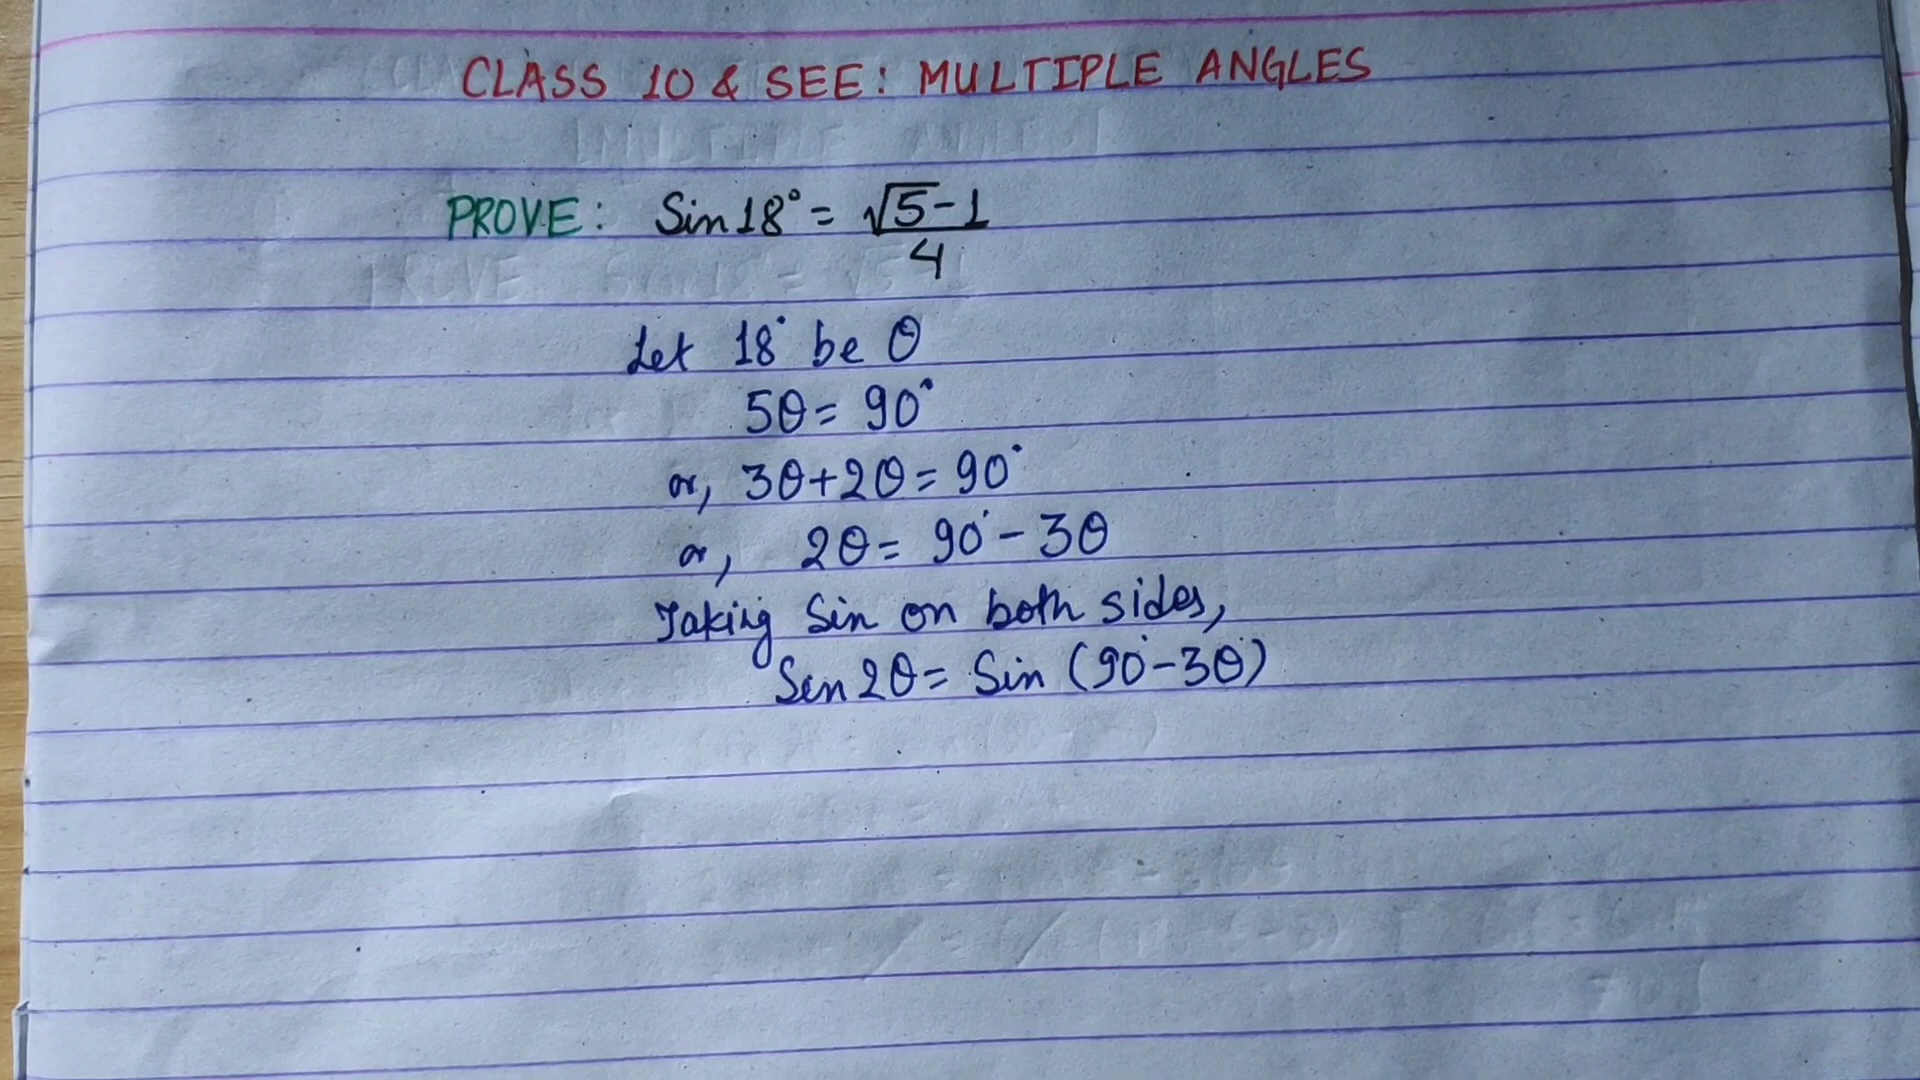 CLASS 10 & SEE: MULTIPLE ANGLES
PROVE: Sin 18° = √5-1 / 4
Let 18° be θ
5θ = 90°
or, 3θ+2θ = 90°
or, 2θ = 90° - 3θ
Taking Sin on both sides,
Sin 2θ = Sin (90° - 3θ)